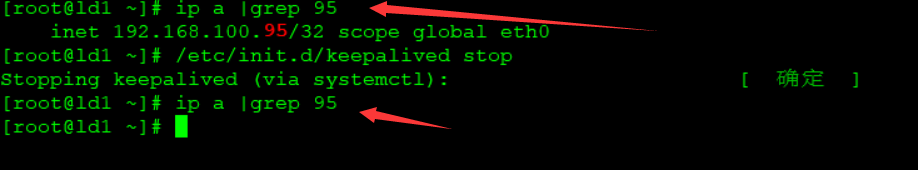 [root@ld1 ~]# ip a |grep 95
    inet 192.168.100.95/32 scope global eth0
[root@ld1 ~]# /etc/init.d/keepalived stop
Stopping keepalived (via systemctl):                       [  确定  ]
[root@ld1 ~]# ip a |grep 95
[root@ld1 ~]#